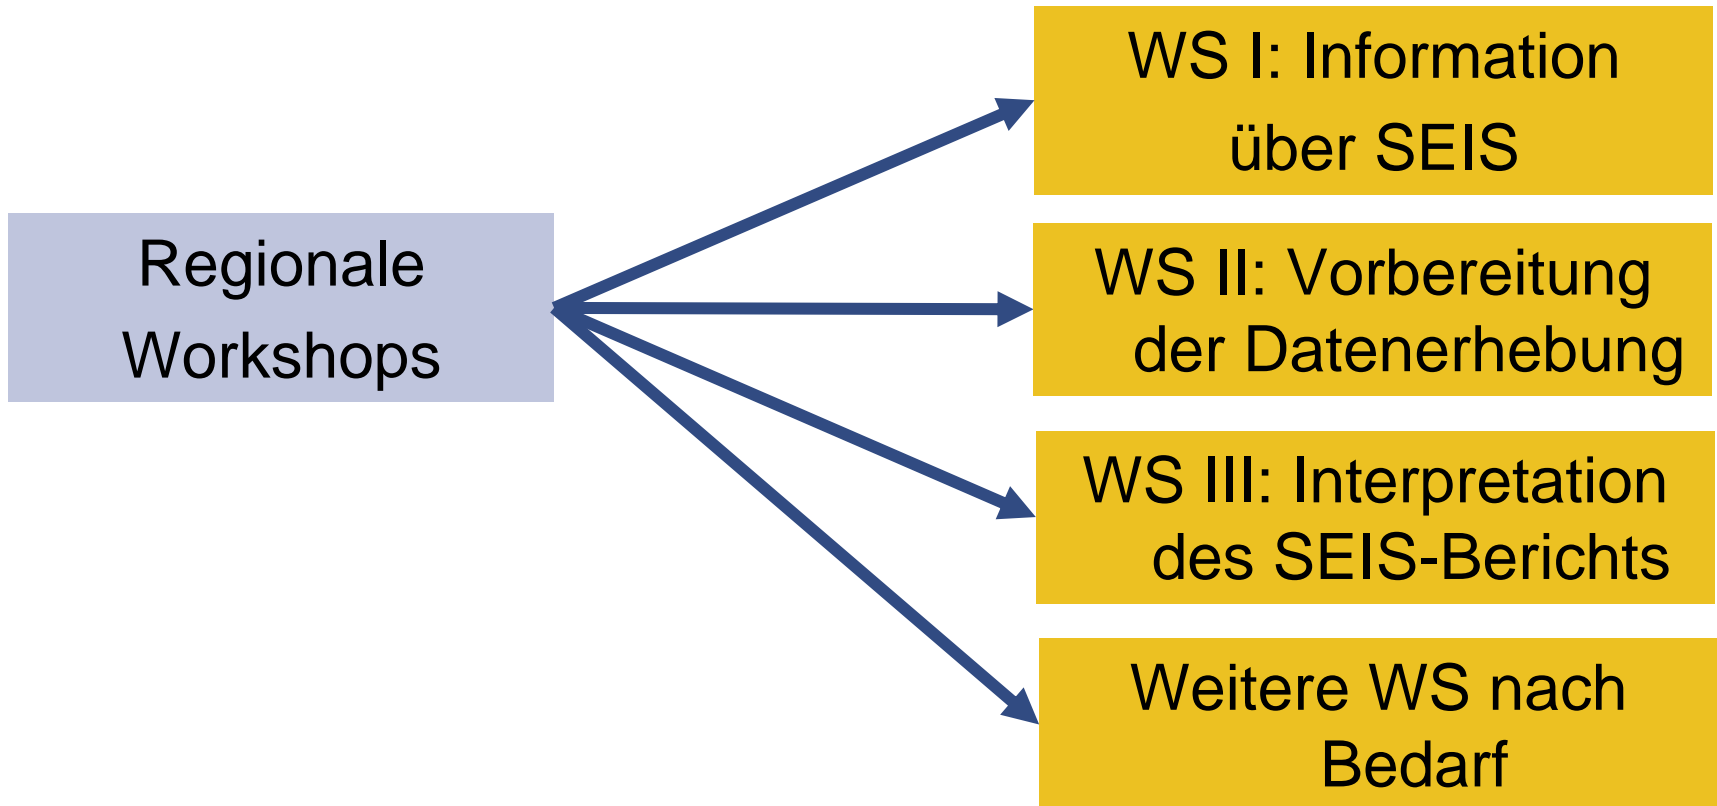 Regionale
Workshops
WS I: Information
über SEIS
WS II: Vorbereitung
der Datenerhebung
WS III: Interpretation
des SEIS-Berichts
Weitere WS nach
Bedarf